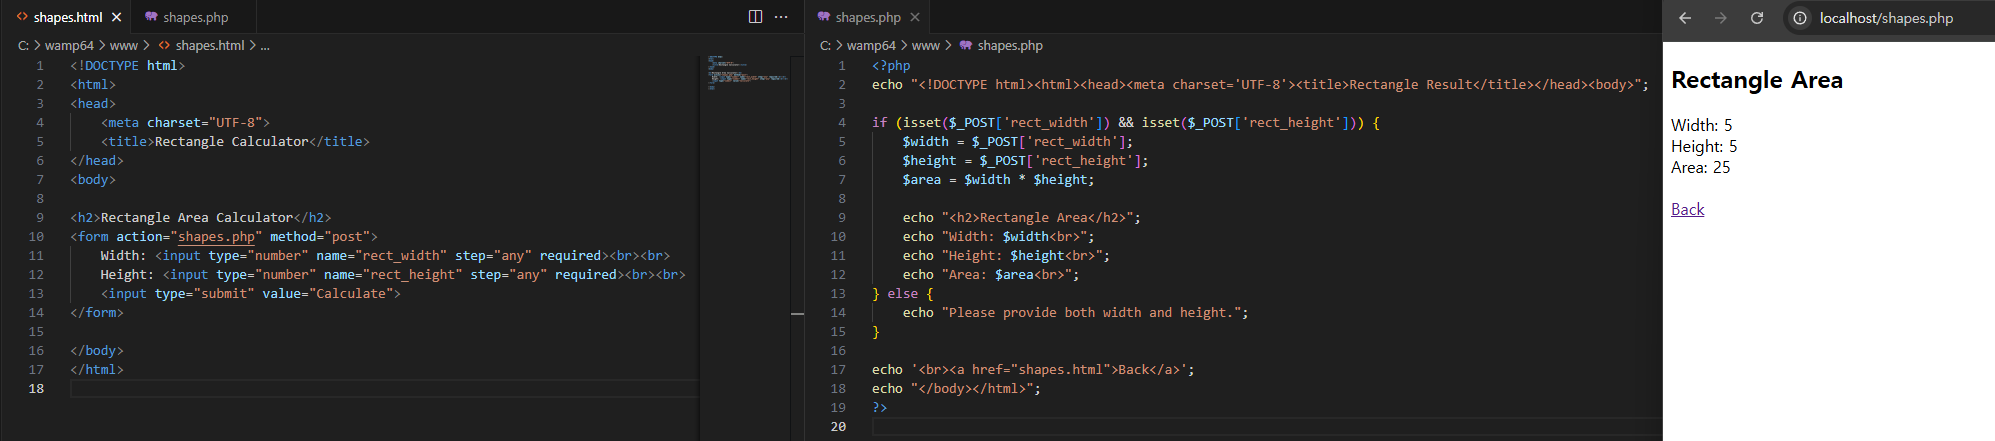 shapes.html
shapes.php
C: > wamp64 > www > shapes.html > ...
1 <!DOCTYPE html>
2 <html>
3 <head>
4     <meta charset="UTF-8">
5     <title>Rectangle Calculator</title>
6 </head>
7 <body>
8
9 <h2>Rectangle Area Calculator</h2>
10 <form action="shapes.php" method="post">
11     Width: <input type="number" name="rect_width" step="any" required><br><br>
12     Height: <input type="number" name="rect_height" step="any" required><br><br>
13     <input type="submit" value="Calculate">
14 </form>
15
16 </body>
17 </html>
18
shapes.php
C: > wamp64 > www > shapes.php
1 <?php
2 echo "<!DOCTYPE html><html><head><meta charset='UTF-8'><title>Rectangle Result</title></head><body>";
3
4 if (isset($_POST['rect_width']) && isset($_POST['rect_height'])) {
5     $width = $_POST['rect_width'];
6     $height = $_POST['rect_height'];
7     $area = $width * $height;
8
9     echo "<h2>Rectangle Area</h2>";
10     echo "Width: $width<br>";
11     echo "Height: $height<br>";
12     echo "Area: $area<br>";
13 } else {
14     echo "Please provide both width and height.";
15 }
16
17 echo '<br><a href="shapes.html">Back</a>';
18 echo "</body></html>";
19 ?>
20
localhost/shapes.php
Rectangle Area
Width: 5
Height: 5
Area: 25
Back